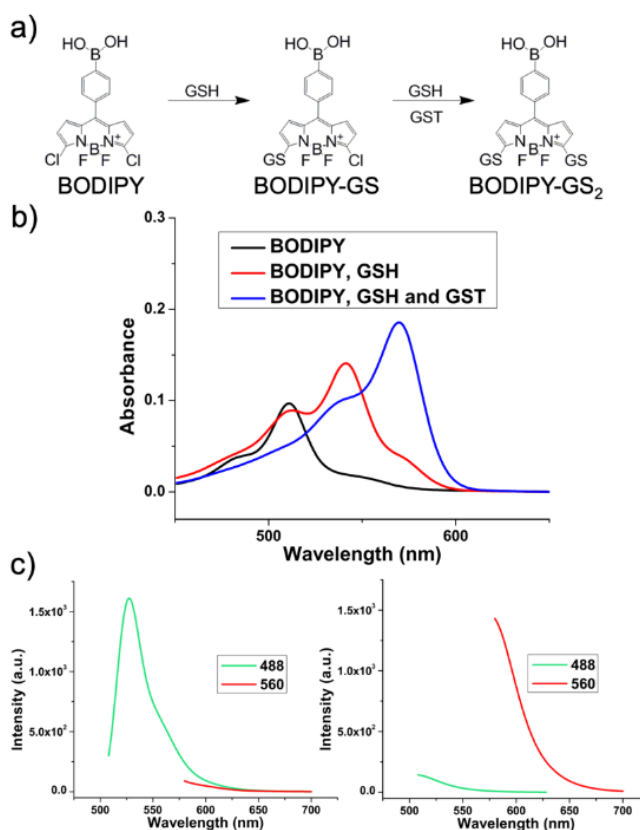 a)
HO OH
B
Cl N N+ Cl
B
F F
BODIPY
GSH
HO OH
B
GS N N+ Cl
B
F F
BODIPY-GS
GSH
GST
HO OH
B
GS N N+ GS
B
F F
BODIPY-GS2
b)
BODIPY
BODIPY, GSH
BODIPY, GSH and GST
Absorbance
0.3
0.2
0.1
0.0
500 600
Wavelength (nm)
c)
Intensity (a.u.)
1.5x10³
1.0x10³
5.0x10²
0.0
488
560
500 550 600 650 700
Wavelength (nm)
Intensity (a.u.)
1.5x10³
1.0x10³
5.0x10²
0.0
488
560
500 550 600 650 700
Wavelength (nm)